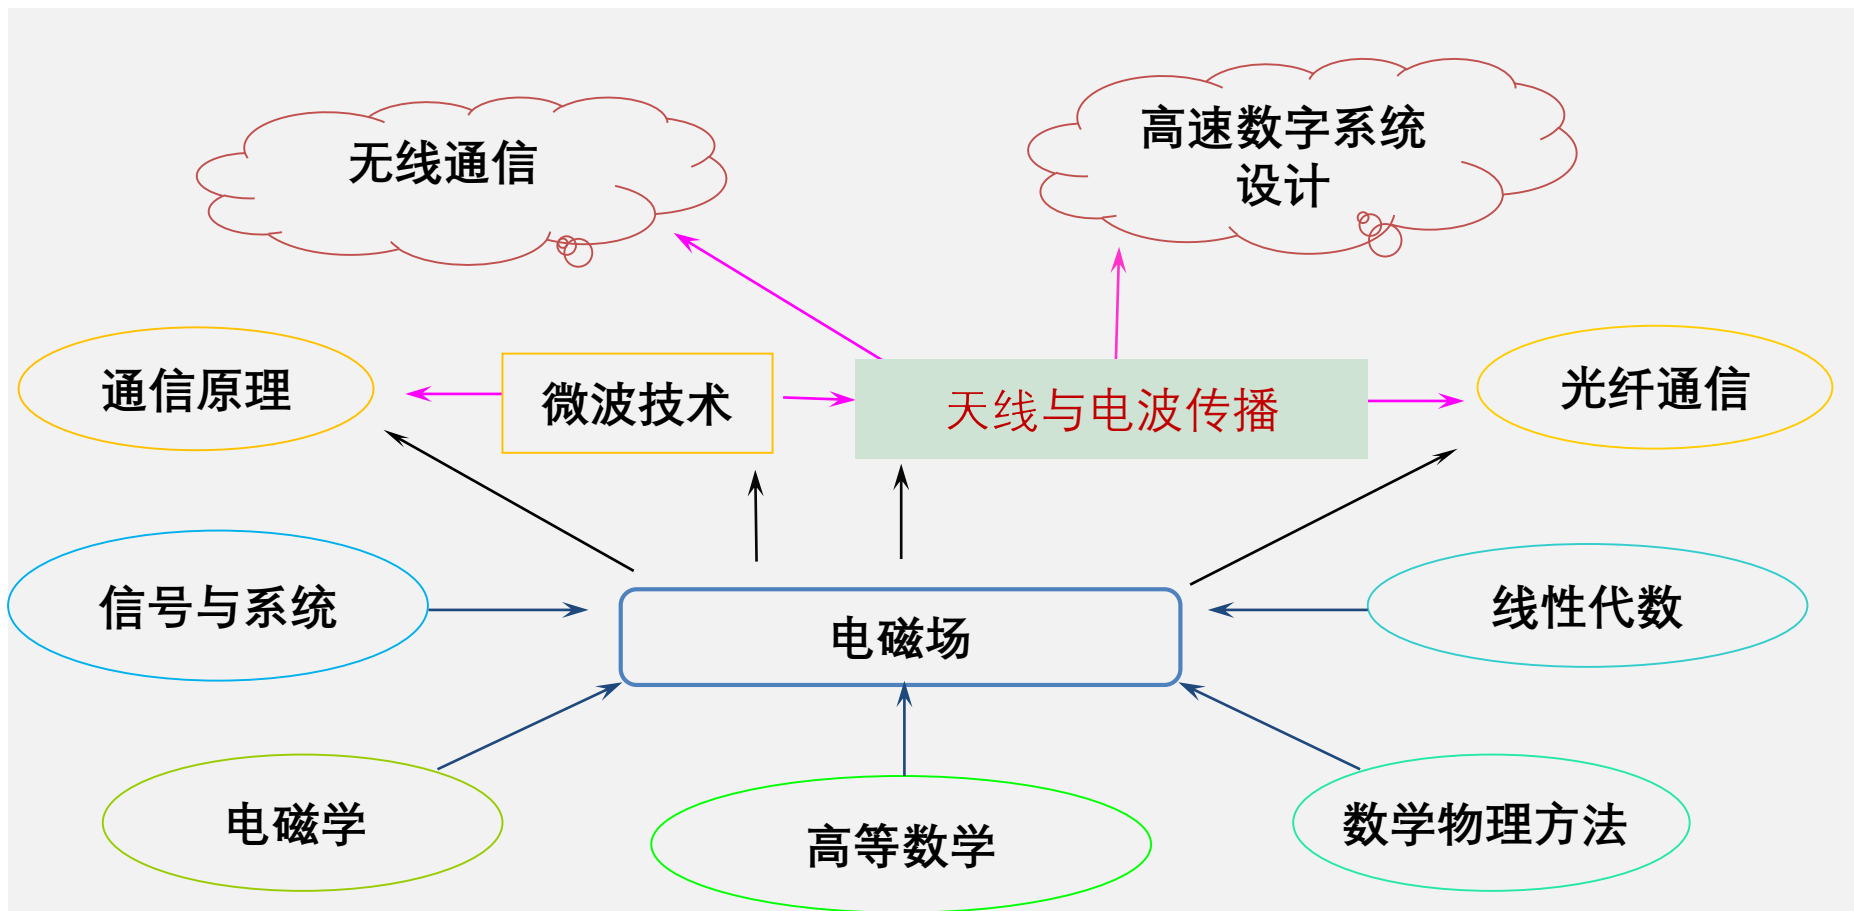 无线通信
高速数字系统
设计
通信原理
微波技术
天线与电波传播
光纤通信
信号与系统
电磁场
线性代数
电磁学
高等数学
数学物理方法